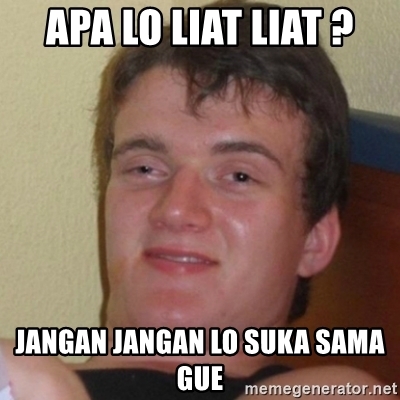 APA LO LIAT LIAT ?
JANGAN JANGAN LO SUKA SAMA
GUE
memegenerator.net